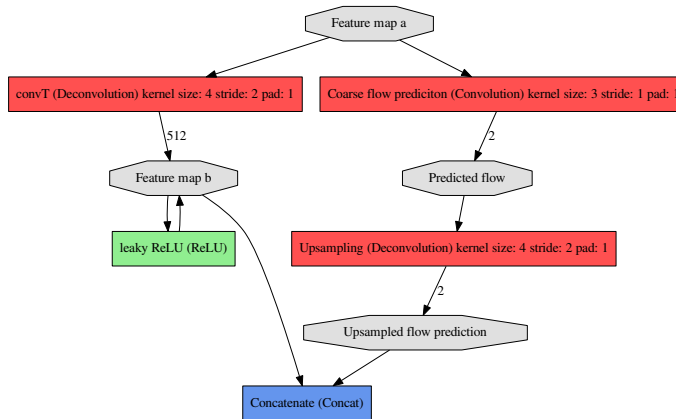 Feature map a
convT (Deconvolution) kernel size: 4 stride: 2 pad: 1
Coarse flow prediciton (Convolution) kernel size: 3 stride: 1 pad:
512
2
Feature map b
Predicted flow
leaky ReLU (ReLU)
Upsampling (Deconvolution) kernel size: 4 stride: 2 pad: 1
2
Upsampled flow prediction
Concatenate (Concat)